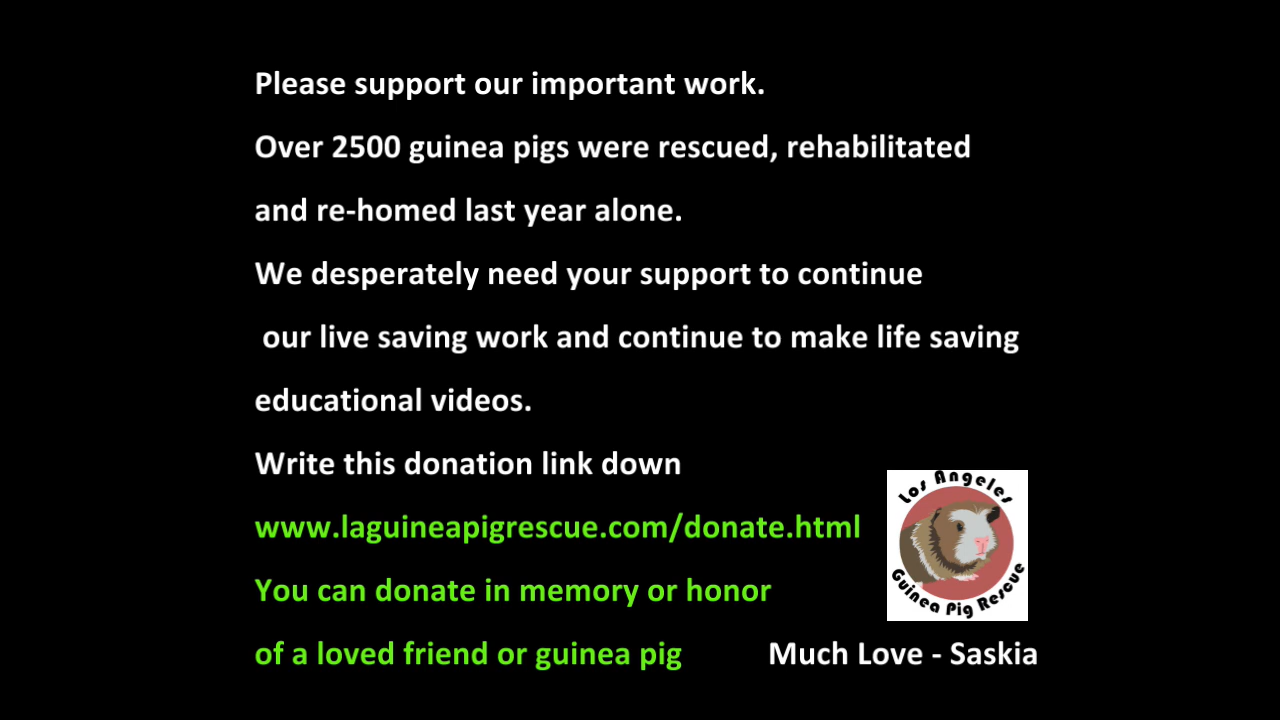 Please support our important work.
Over 2500 guinea pigs were rescued, rehabilitated
and re-homed last year alone.
We desperately need your support to continue
our live saving work and continue to make life saving
educational videos.
Write this donation link down
www.laguineapigrescue.com/donate.html
Los Angeles
Guinea Pig Rescue
You can donate in memory or honor
of a loved friend or guinea pig
Much Love - Saskia